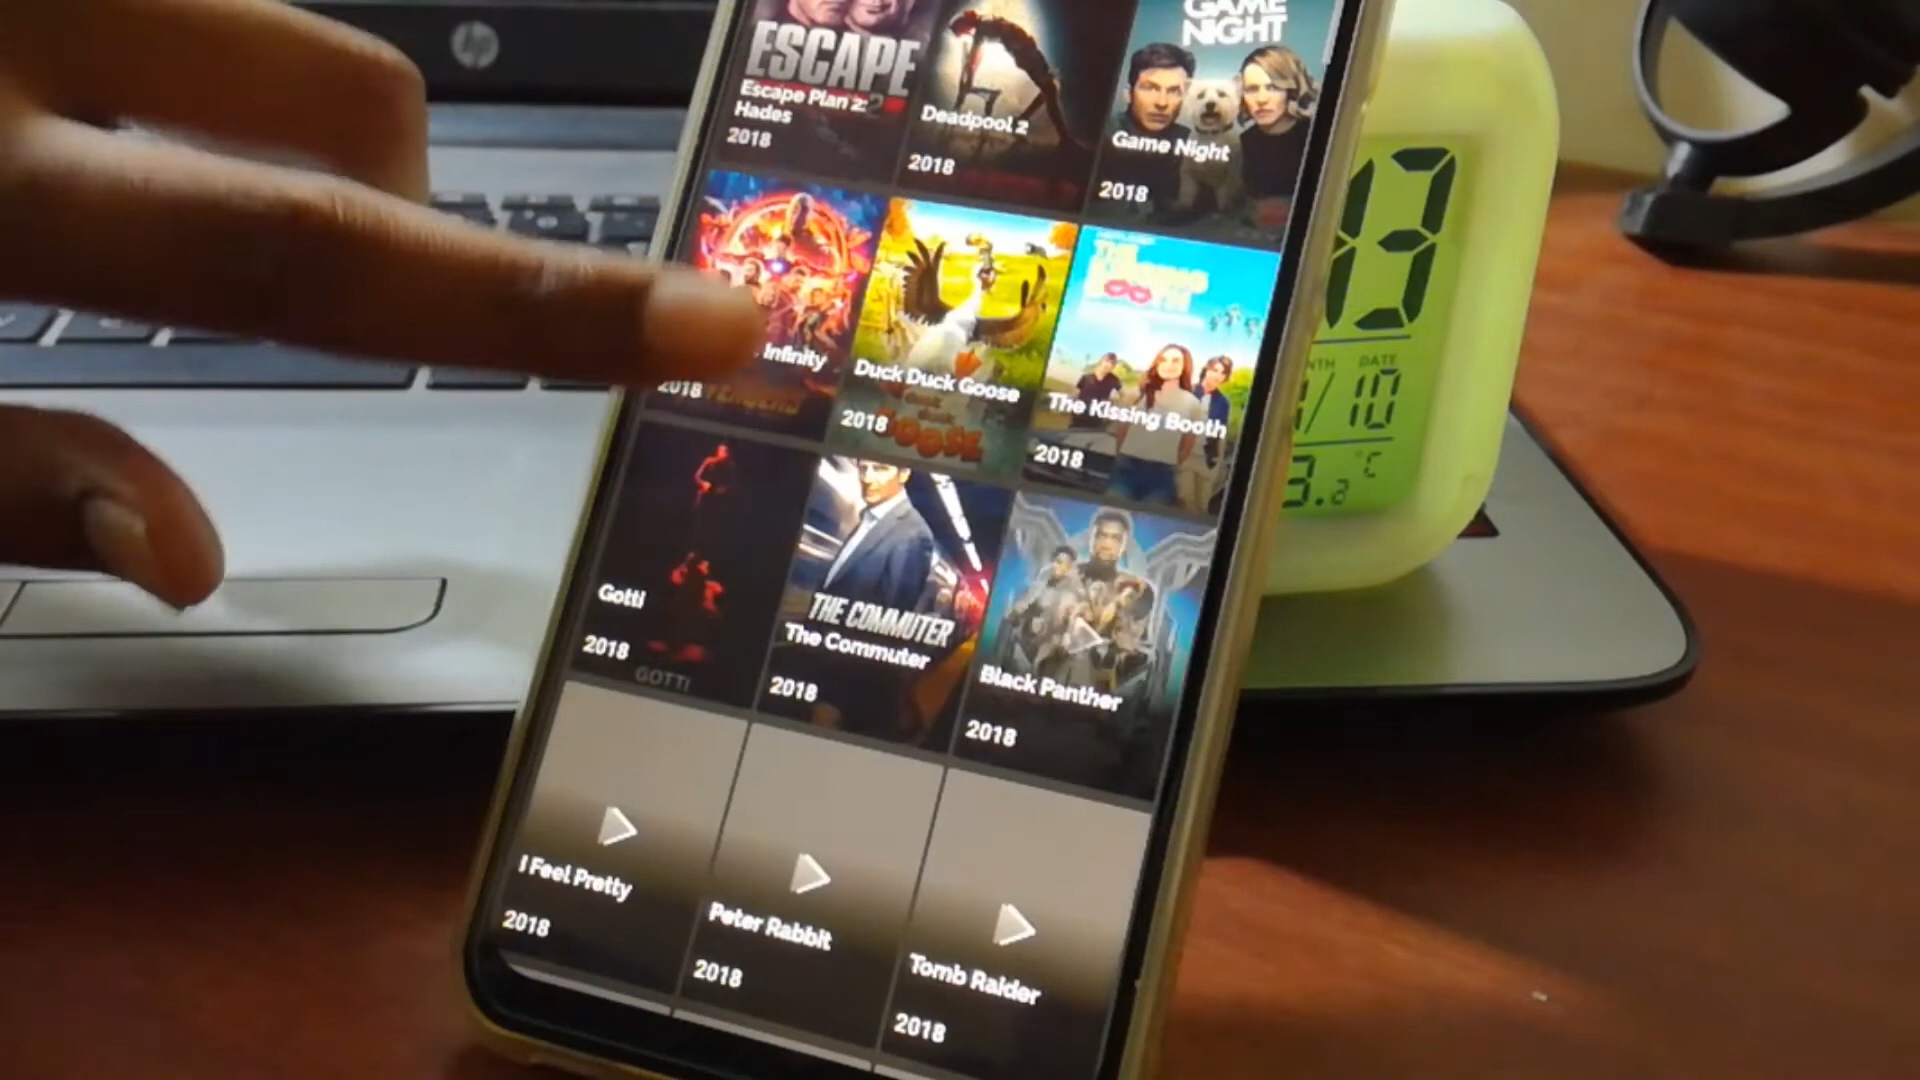 hp
ESCAPE
Escape Plan 2:
Hades
2018
Deadpool 2
2018
GAME
NIGHT
Game Night
2018
Infinity
2018
Duck Duck Goose
2018
The Kissing Booth
2018
Gotti
2018
GOTTI
THE COMMUTER
The Commuter
2018
Black Panther
2018
I Feel Pretty
2018
Peter Rabbit
2018
Tomb Raider
2018
DATE
/10
°C